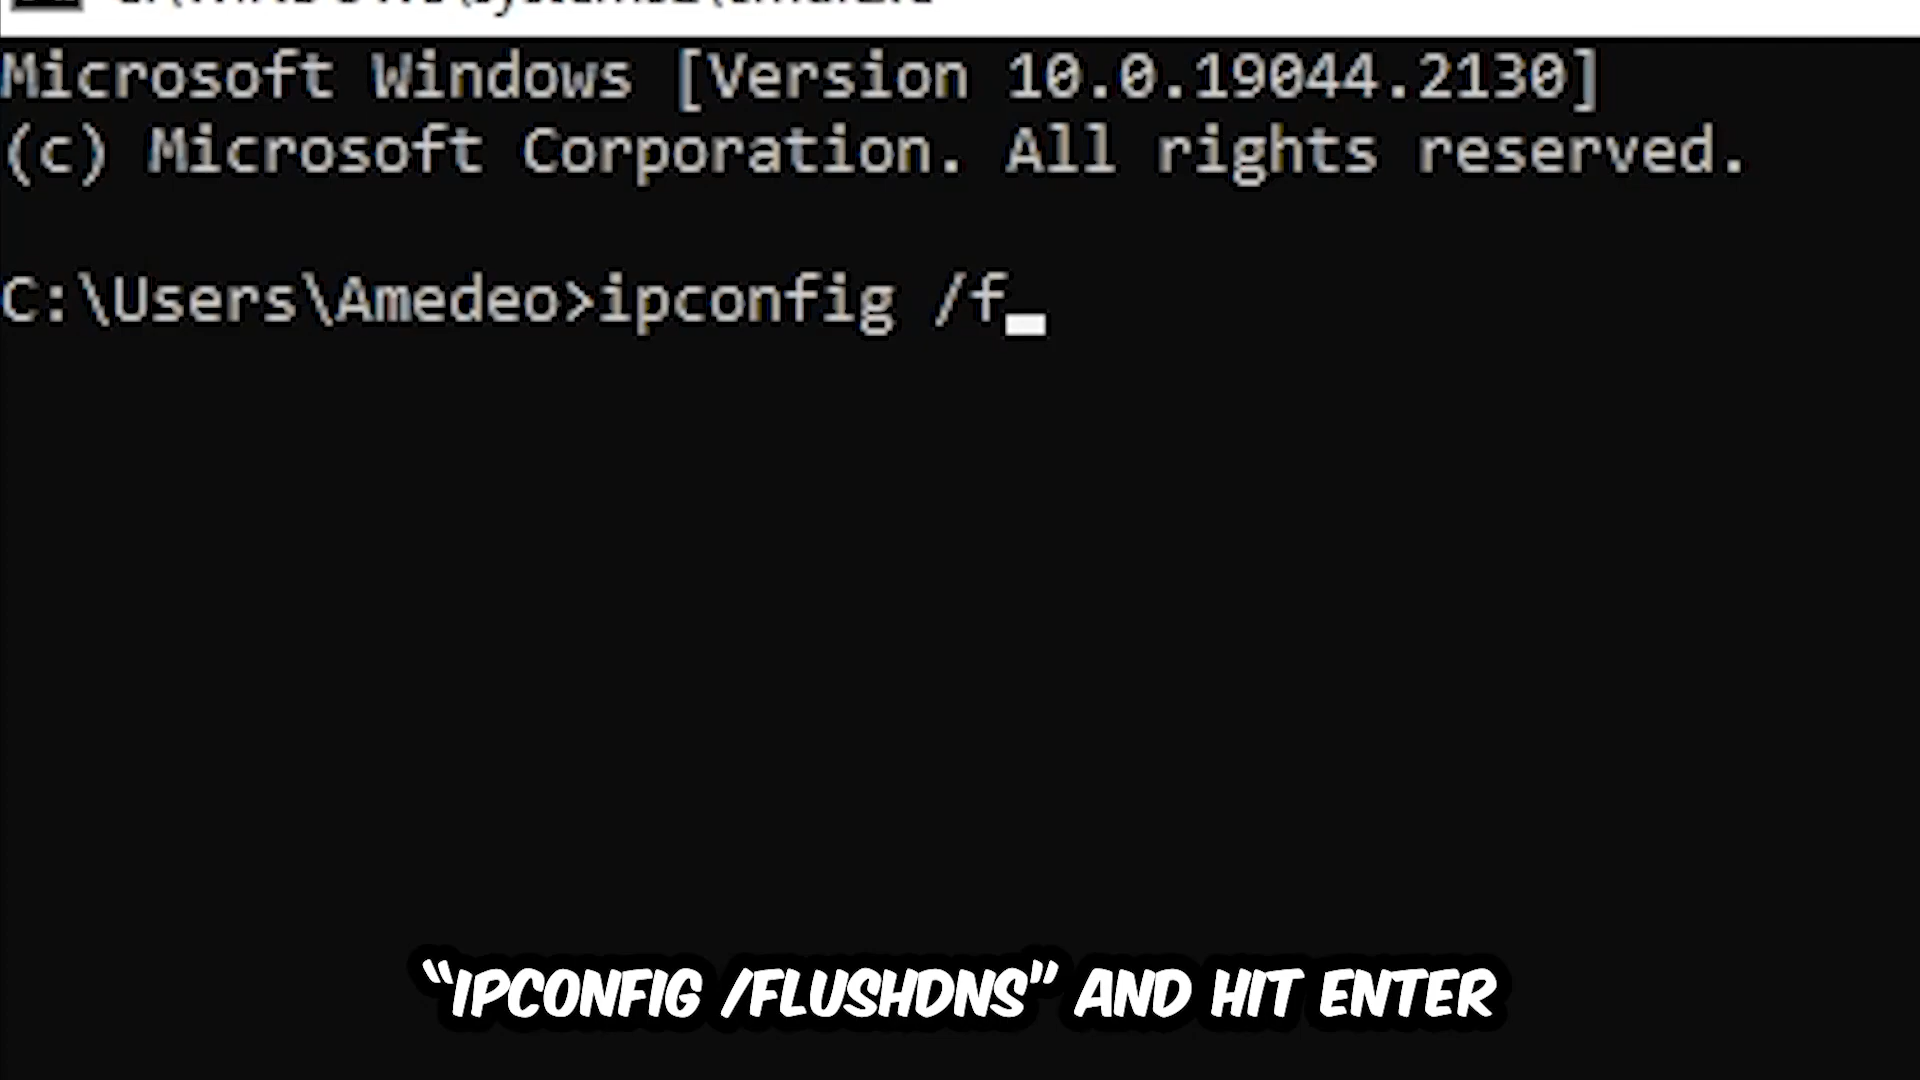 Microsoft Windows [Version 10.0.19044.2130]
(c) Microsoft Corporation. All rights reserved.
C:\Users\Amedeo>ipconfig /f
“IPCONFIG /FLUSHDNS” AND HIT ENTER